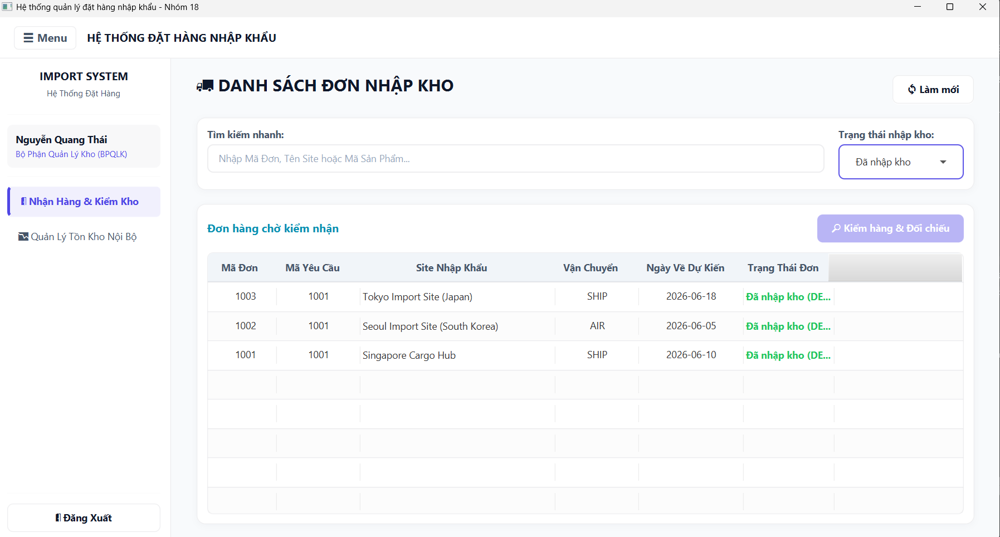 Hệ thống quản lý đặt hàng nhập khẩu - Nhóm 18
☰ Menu
HỆ THỐNG ĐẶT HÀNG NHẬP KHẨU
IMPORT SYSTEM
Hệ Thống Đặt Hàng
Nguyễn Quang Thái
Bộ Phận Quản Lý Kho (BPQLK)
Nhận Hàng & Kiểm Kho
Quản Lý Tồn Kho Nội Bộ
Đăng Xuất
DANH SÁCH ĐƠN NHẬP KHO
Làm mới
Tìm kiếm nhanh:
Nhập Mã Đơn, Tên Site hoặc Mã Sản Phẩm...
Trạng thái nhập kho:
Đã nhập kho
Đơn hàng chờ kiểm nhận
Kiểm hàng & Đối chiếu
Mã Đơn Mã Yêu Cầu Site Nhập Khẩu Vận Chuyển Ngày Về Dự Kiến Trạng Thái Đơn
1003 1001 Tokyo Import Site (Japan) SHIP 2026-06-18 Đã nhập kho (DE...
1002 1001 Seoul Import Site (South Korea) AIR 2026-06-05 Đã nhập kho (DE...
1001 1001 Singapore Cargo Hub SHIP 2026-06-10 Đã nhập kho (DE...